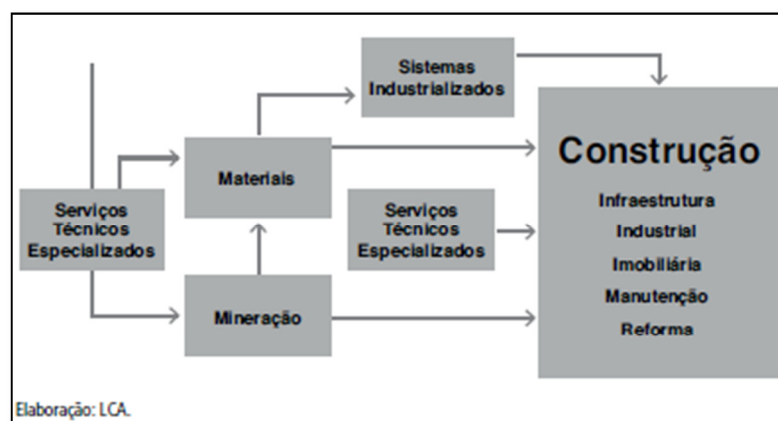 Sistemas
Industrializados
Construção
Infraestrutura
Industrial
Imobiliária
Manutenção
Reforma
Materiais
Serviços
Técnicos
Especializados
Serviços
Técnicos
Especializados
Mineração
Elaboração: LCA.